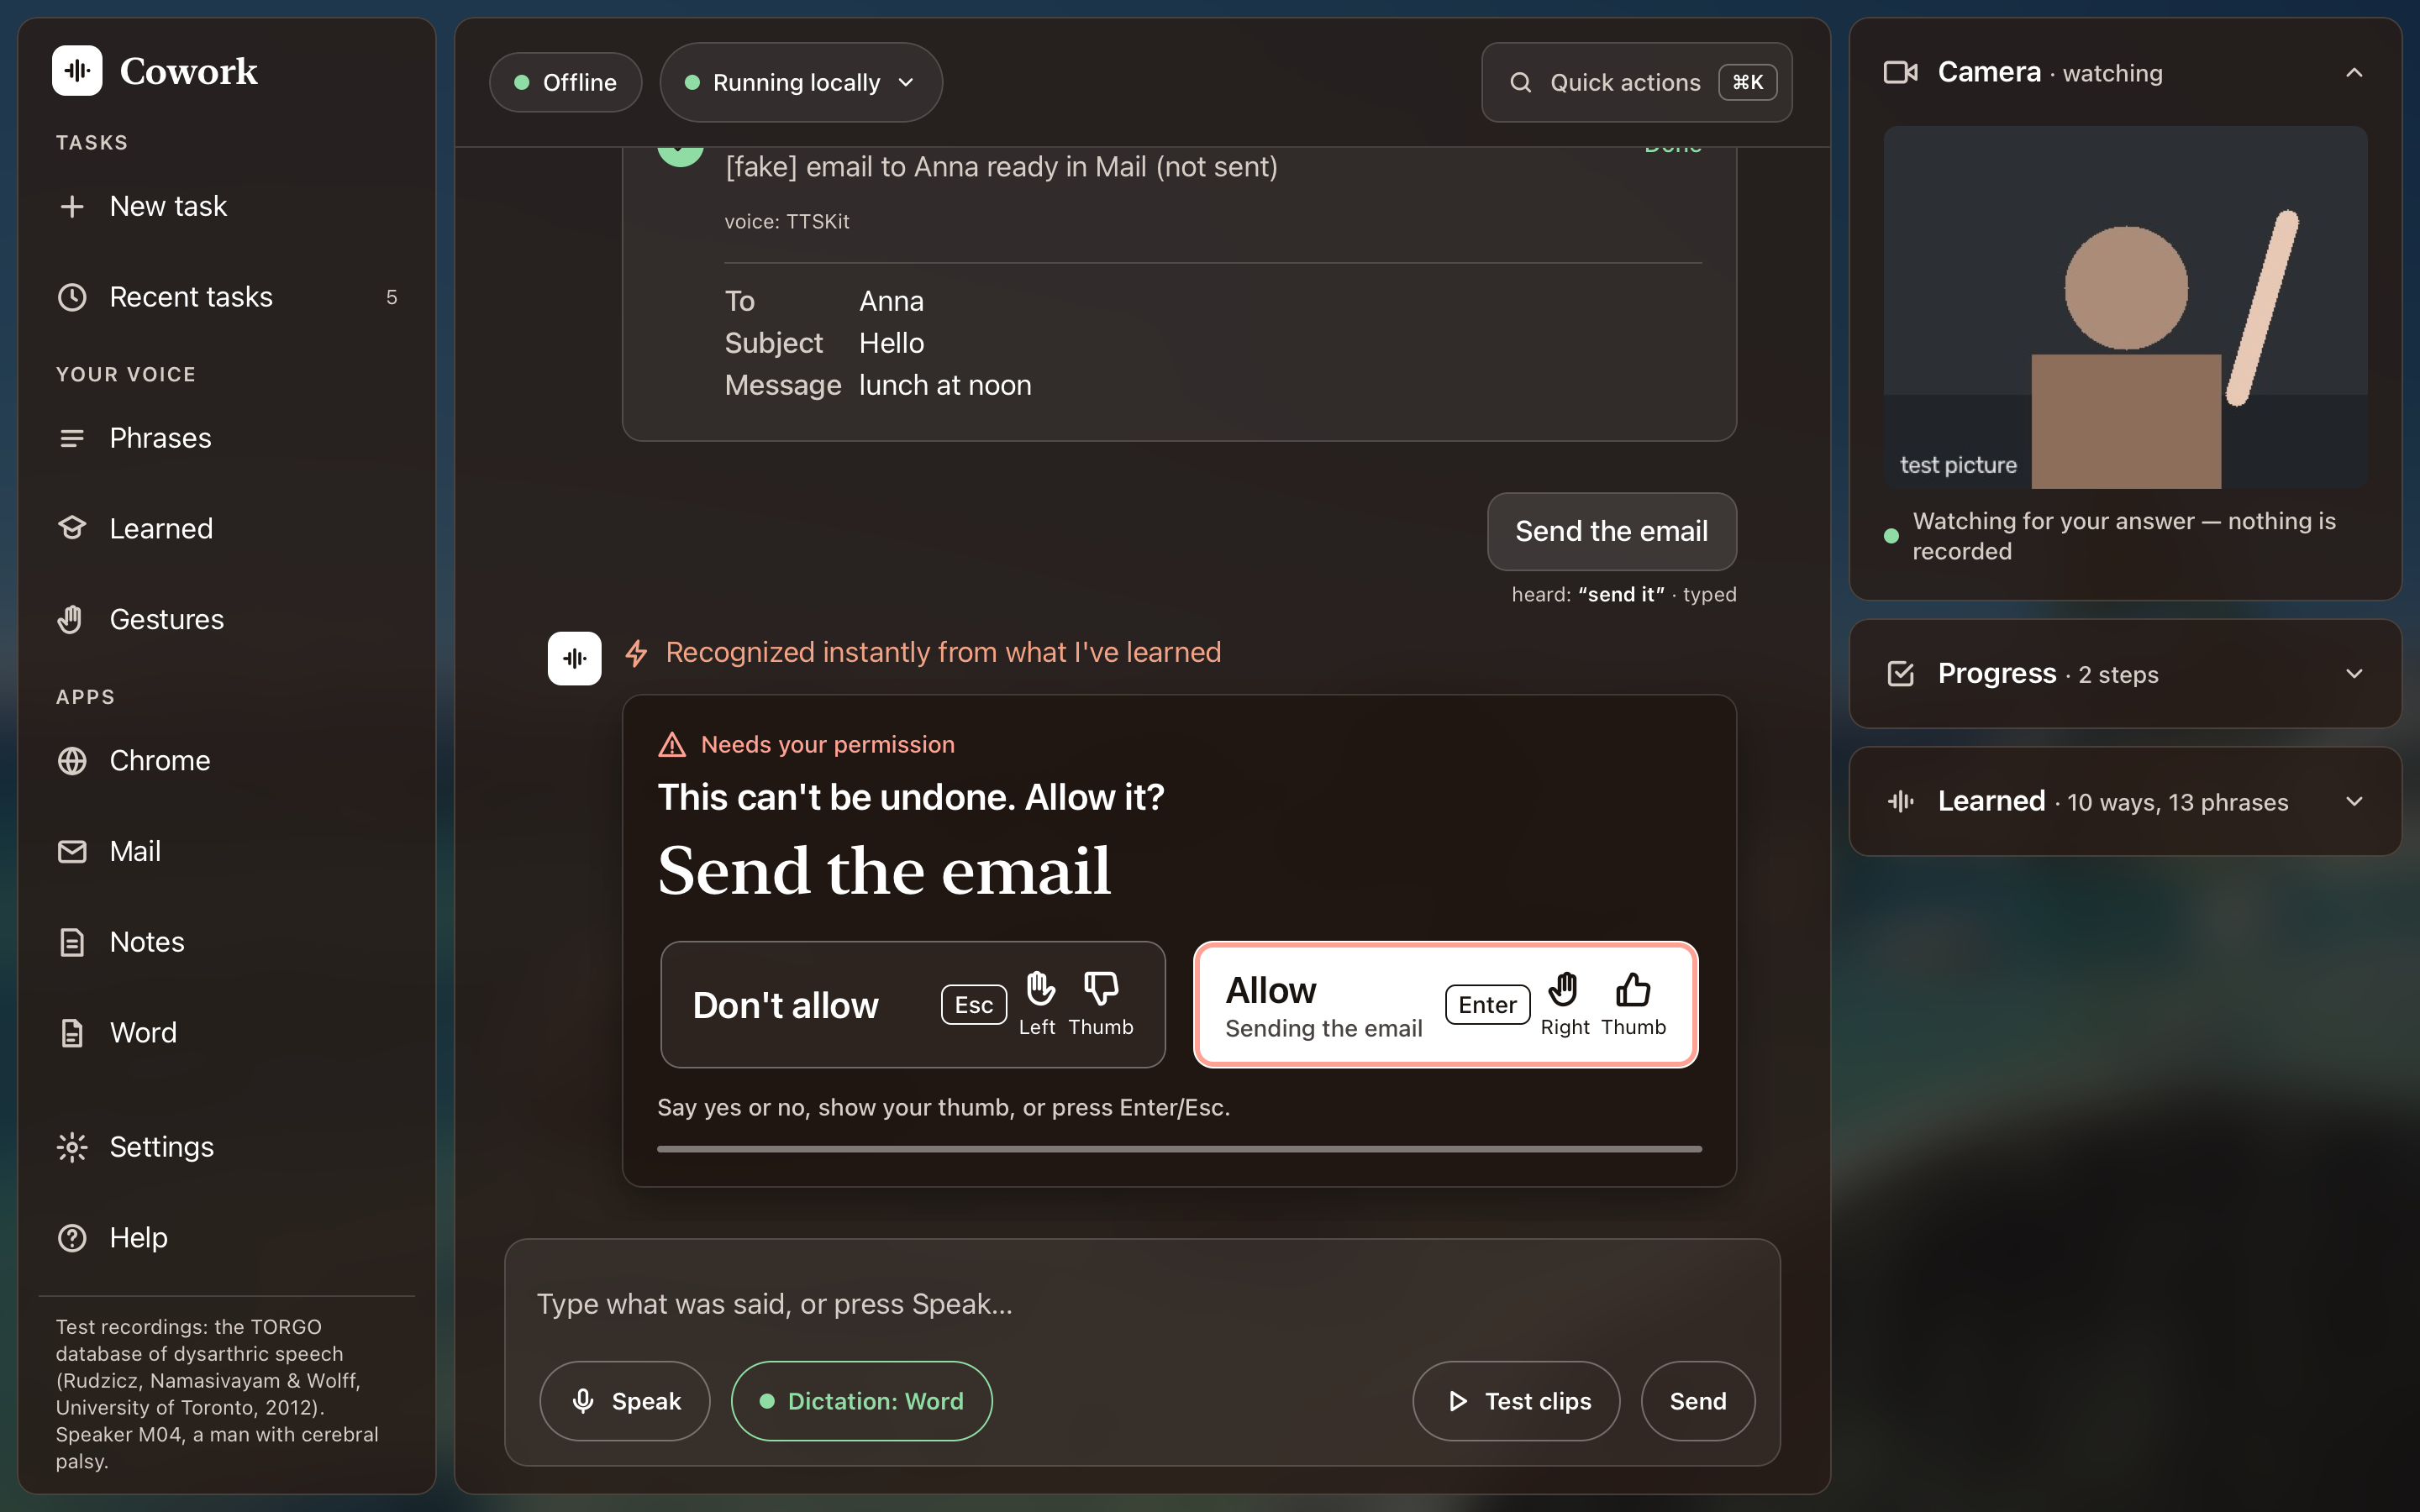 Cowork
TASKS
New task
Recent tasks 5
YOUR VOICE
Phrases
Learned
Gestures
APPS
Chrome
Mail
Notes
Word
Settings
Help
Test recordings: the TORGO
database of dysarthric speech
(Rudzicz, Namasivayam & Wolff,
University of Toronto, 2012).
Speaker M04, a man with cerebral
palsy.
Offline
Running locally
Quick actions ⌘K
Done
[fake] email to Anna ready in Mail (not sent)
voice: TTSKit
To Anna
Subject Hello
Message lunch at noon
Send the email
heard: “send it” · typed
Recognized instantly from what I've learned
Needs your permission
This can't be undone. Allow it?
Send the email
Don't allow Esc Left Thumb
Allow
Sending the email
Enter Right Thumb
Say yes or no, show your thumb, or press Enter/Esc.
Type what was said, or press Speak...
Speak
Dictation: Word
Test clips
Send
Camera · watching
test picture
Watching for your answer — nothing is
recorded
Progress · 2 steps
Learned · 10 ways, 13 phrases